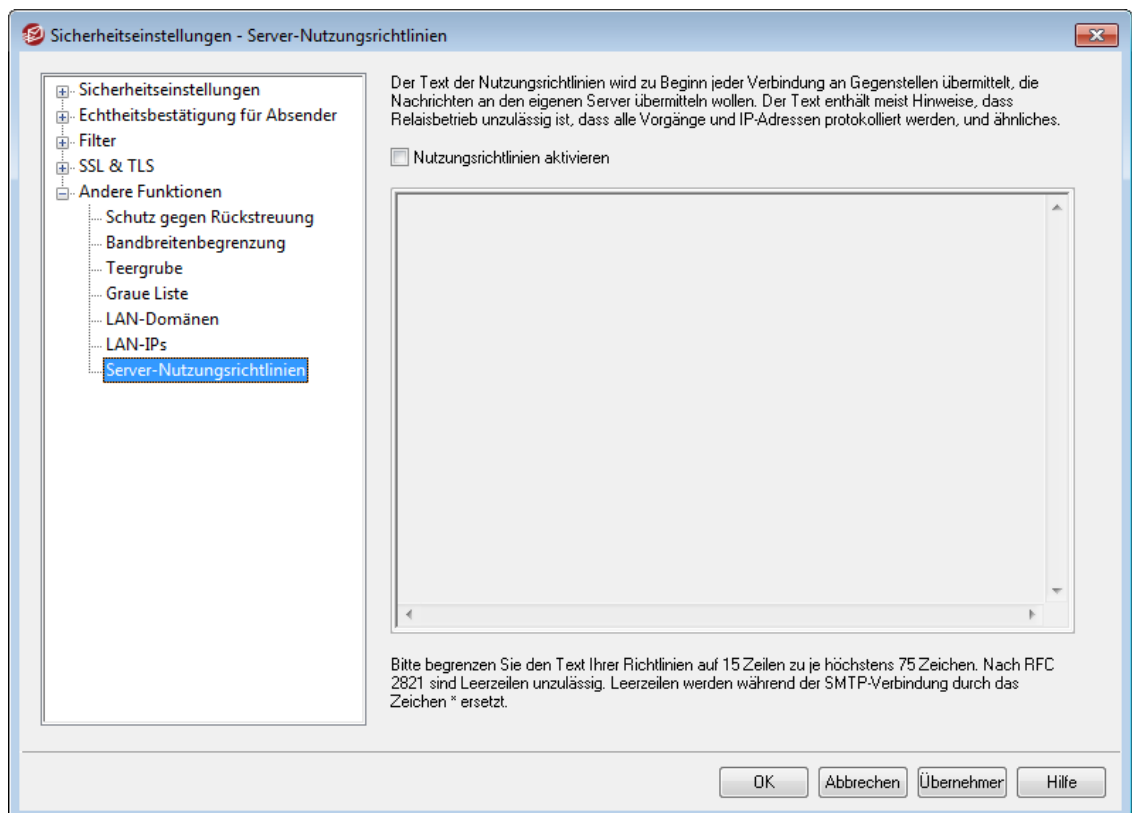 Sicherheitseinstellungen - Server-Nutzungsrichtlinien
Sicherheitseinstellungen
Echtheitsbestätigung für Absender
Filter
SSL & TLS
Andere Funktionen
Schutz gegen Rückstreuung
Bandbreitenbegrenzung
Teergrube
Graue Liste
LAN-Domänen
LAN-IPs
Server-Nutzungsrichtlinien
Der Text der Nutzungsrichtlinien wird zu Beginn jeder Verbindung an Gegenstellen übermittelt, die
Nachrichten an den eigenen Server übermitteln wollen. Der Text enthält meist Hinweise, dass
Relaisbetrieb unzulässig ist, dass alle Vorgänge und IP-Adressen protokolliert werden, und ähnliches.
Nutzungsrichtlinien aktivieren
Bitte begrenzen Sie den Text Ihrer Richtlinien auf 15 Zeilen zu je höchstens 75 Zeichen. Nach RFC
2821 sind Leerzeilen unzulässig. Leerzeilen werden während der SMTP-Verbindung durch das
Zeichen * ersetzt.
OK
Abbrechen
Übernehmer
Hilfe